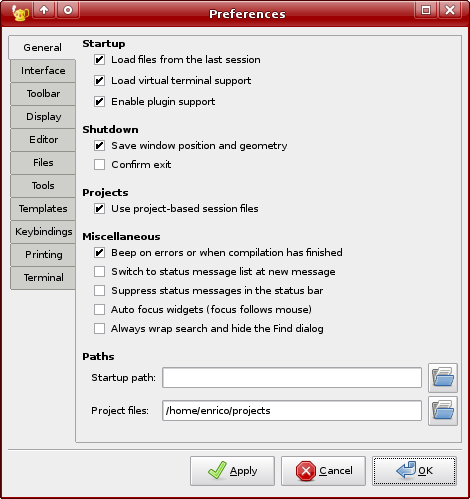 Preferences
General
Interface
Toolbar
Display
Editor
Files
Tools
Templates
Keybindings
Printing
Terminal
Startup
Load files from the last session
Load virtual terminal support
Enable plugin support
Shutdown
Save window position and geometry
Confirm exit
Projects
Use project-based session files
Miscellaneous
Beep on errors or when compilation has finished
Switch to status message list at new message
Suppress status messages in the status bar
Auto focus widgets (focus follows mouse)
Always wrap search and hide the Find dialog
Paths
Startup path:
Project files: /home/enrico/projects
Apply Cancel OK